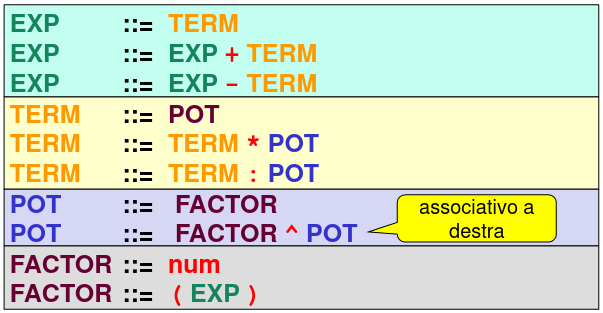 EXP ::= TERM
EXP ::= EXP + TERM
EXP ::= EXP - TERM
TERM ::= POT
TERM ::= TERM * POT
TERM ::= TERM : POT
POT ::= FACTOR
POT ::= FACTOR ^ POT
associativo a
destra
FACTOR ::= num
FACTOR ::= ( EXP )